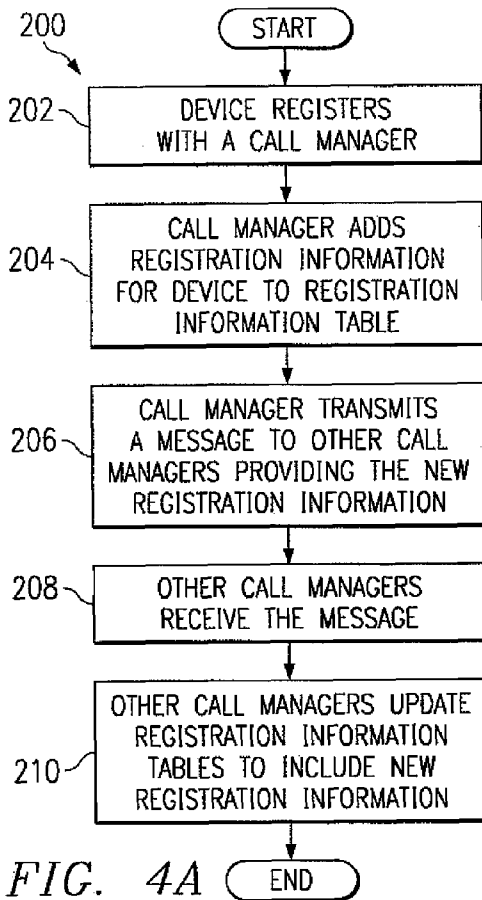 200
START
202
DEVICE REGISTERS
WITH A CALL MANAGER
204
CALL MANAGER ADDS
REGISTRATION INFORMATION
FOR DEVICE TO REGISTRATION
INFORMATION TABLE
206
CALL MANAGER TRANSMITS
A MESSAGE TO OTHER CALL
MANAGERS PROVIDING THE NEW
REGISTRATION INFORMATION
208
OTHER CALL MANAGERS
RECEIVE THE MESSAGE
210
OTHER CALL MANAGERS UPDATE
REGISTRATION INFORMATION
TABLES TO INCLUDE NEW
REGISTRATION INFORMATION
FIG. 4A
END